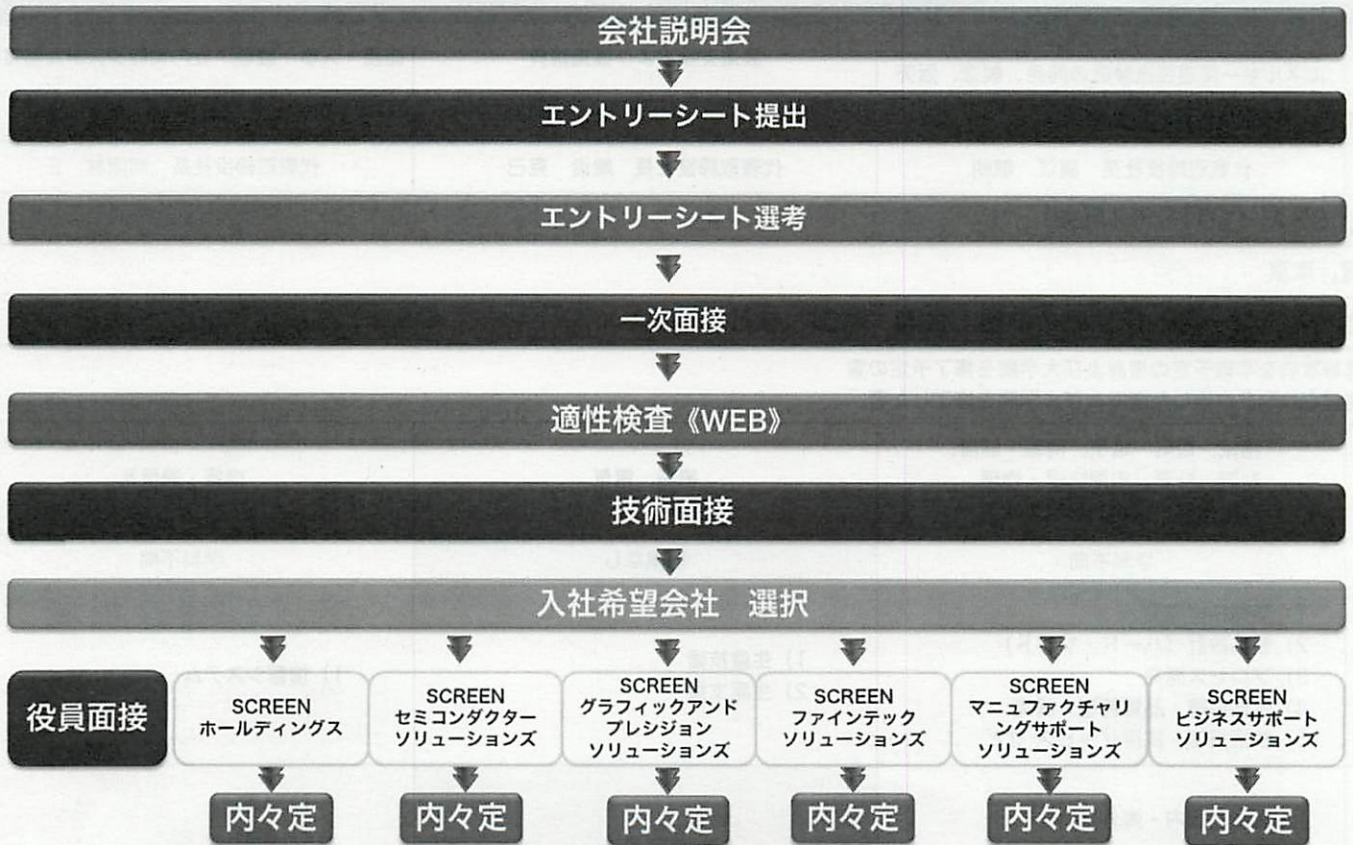 会社説明会
エントリーシート提出
エントリーシート選考
一次面接
適性検査《WEB》
技術面接
入社希望会社　選択
役員面接
SCREEN
ホールディングス
SCREEN
セミコンダクター
ソリューションズ
SCREEN
グラフィックアンド
プレシジョン
ソリューションズ
SCREEN
ファインテック
ソリューションズ
SCREEN
マニュファクチャリ
ングサポート
ソリューションズ
SCREEN
ビジネスサポート
ソリューションズ
内々定
内々定
内々定
内々定
内々定
内々定